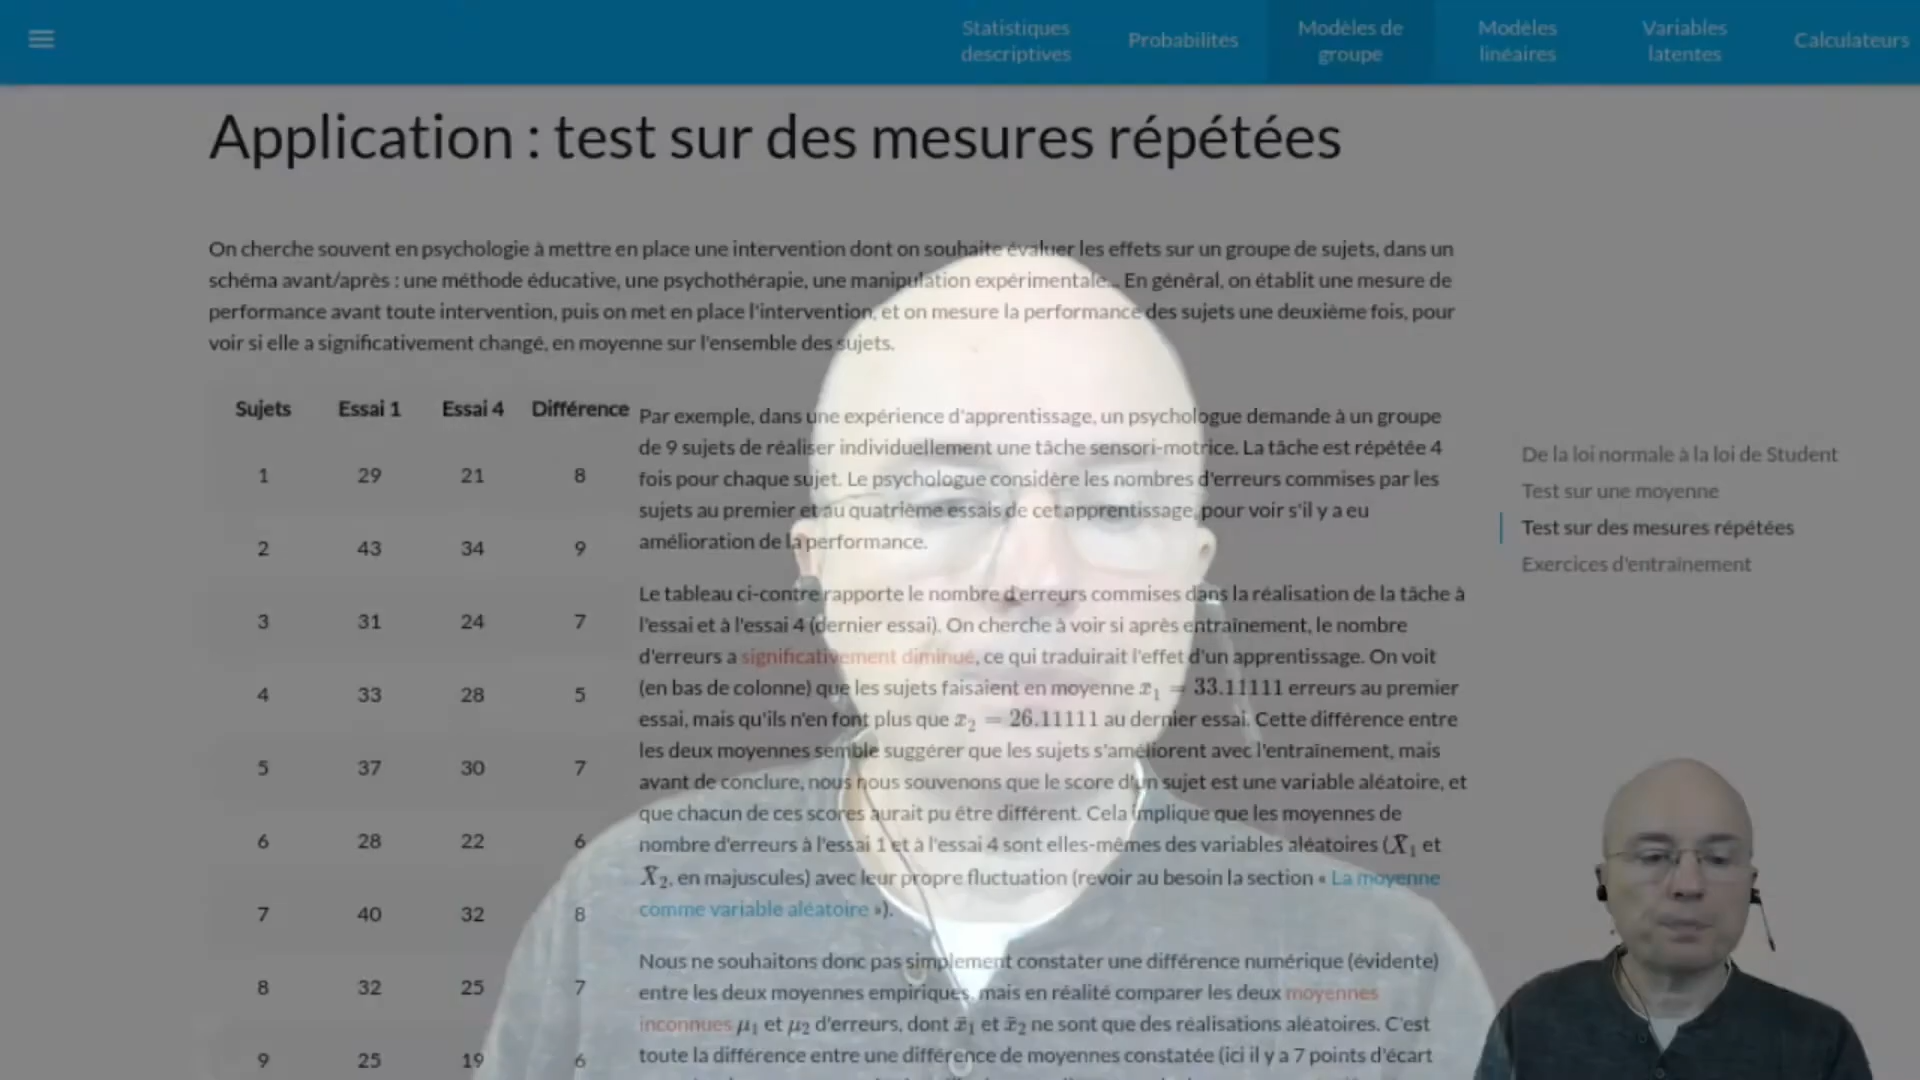 Statistiques descriptives
Probabilités
Modèles de groupe
Modèles linéaires
Variables latentes
Calculateurs
Application : test sur des mesures répétées
On cherche souvent en psychologie à mettre en place une intervention dont on souhaite évaluer les effets sur un groupe de sujets, dans un
schéma avant/après : une méthode éducative, une psychothérapie, une manipulation expérimentale... En général, on établit une mesure de
performance avant toute intervention, puis on met en place l'intervention, et on mesure la performance des sujets une deuxième fois, pour
voir si elle a significativement changé, en moyenne sur l'ensemble des sujets.
Sujets Essai 1 Essai 4 Différence
1 29 21 8
2 43 34 9
3 31 24 7
4 33 28 5
5 37 30 7
6 28 22 6
7 40 32 8
8 32 25 7
9 25 19 6
Par exemple, dans une expérience d'apprentissage, un psychologue demande à un groupe
de 9 sujets de réaliser individuellement une tâche sensori-motrice. La tâche est répétée 4
fois pour chaque sujet. Le psychologue considère les nombres d'erreurs commises par les
sujets au premier et au quatrième essais de cet apprentissage, pour voir s'il y a eu
amélioration de la performance.
Le tableau ci-contre rapporte le nombre d'erreurs commises dans la réalisation de la tâche à
l'essai et à l'essai 4 (dernier essai). On cherche à voir si après entraînement, le nombre
d'erreurs a significativement diminué, ce qui traduirait l'effet d'un apprentissage. On voit
(en bas de colonne) que les sujets faisaient en moyenne x̄₁ = 33.11111 erreurs au premier
essai, mais qu'ils n'en font plus que x̄₂ = 26.11111 au dernier essai. Cette différence entre
les deux moyennes semble suggérer que les sujets s'améliorent avec l'entraînement, mais
avant de conclure, nous nous souvenons que le score d'un sujet est une variable aléatoire, et
que chacun de ces scores aurait pu être différent. Cela implique que les moyennes de
nombre d'erreurs à l'essai 1 et à l'essai 4 sont elles-mêmes des variables aléatoires (X̄₁ et
X̄₂, en majuscules) avec leur propre fluctuation (revoir au besoin la section « La moyenne
comme variable aléatoire »).
Nous ne souhaitons donc pas simplement constater une différence numérique (évidente)
entre les deux moyennes empiriques, mais en réalité comparer les deux moyennes
inconnues μ₁ et μ₂ d'erreurs, dont x̄₁ et x̄₂ ne sont que des réalisations aléatoires. C'est
toute la différence entre une différence de moyennes constatée (ici il y a 7 points d'écart
De la loi normale à la loi de Student
Test sur une moyenne
Test sur des mesures répétées
Exercices d'entraînement